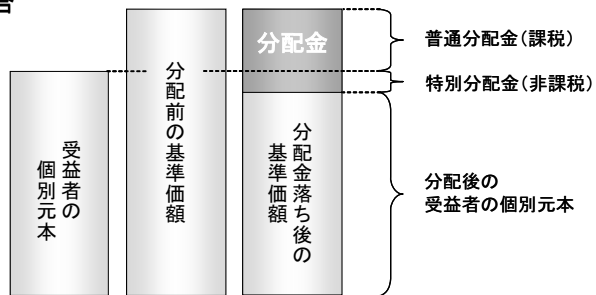 分配金
普通分配金（課税）
特別分配金（非課税）
受益者の
個別元本
分配前の基準価額
分配金落ち後の
基準価額
分配後の
受益者の個別元本